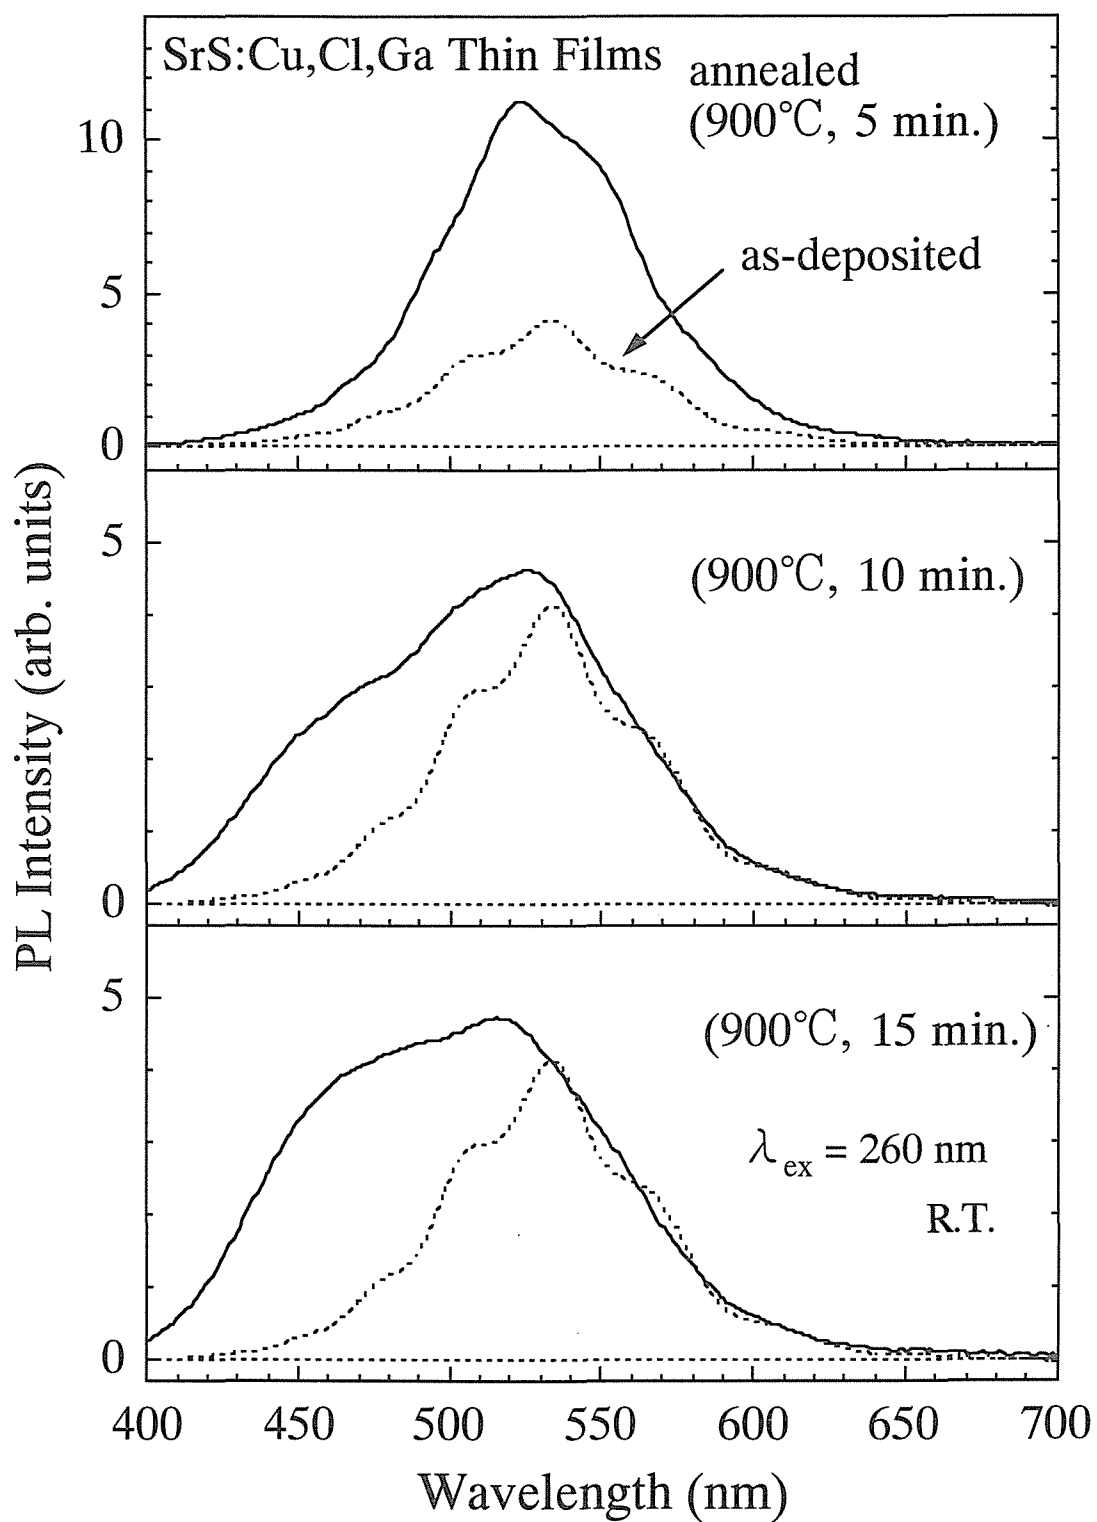 SrS:Cu,Cl,Ga Thin Films
annealed
(900℃, 5 min.)
as-deposited
10
5
0
(900℃, 10 min.)
5
0
(900℃, 15 min.)
λex = 260 nm
R.T.
5
0
PL Intensity (arb. units)
400 450 500 550 600 650 700
Wavelength (nm)